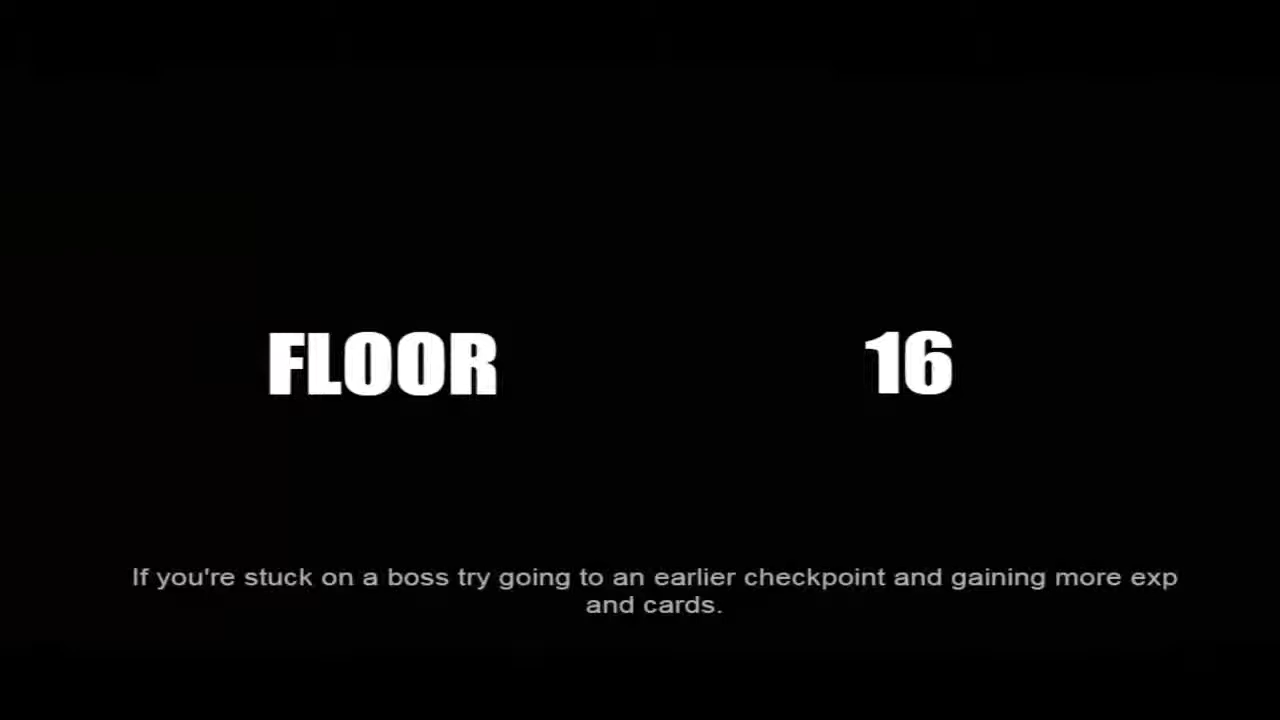 FLOOR 16
If you're stuck on a boss try going to an earlier checkpoint and gaining more exp
and cards.